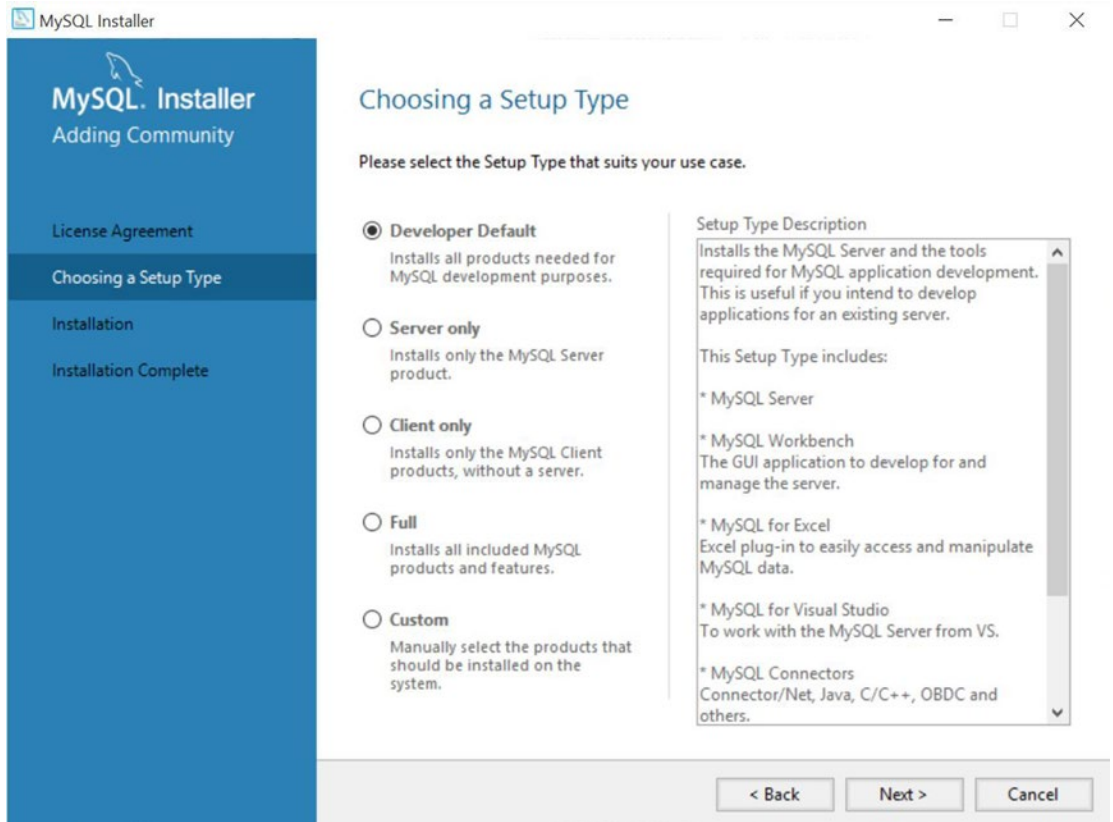 MySQL Installer
MySQL. Installer
Adding Community
License Agreement
Choosing a Setup Type
Installation
Installation Complete
Choosing a Setup Type
Please select the Setup Type that suits your use case.
Developer Default
Installs all products needed for
MySQL development purposes.
Server only
Installs only the MySQL Server
product.
Client only
Installs only the MySQL Client
products, without a server.
Full
Installs all included MySQL
products and features.
Custom
Manually select the products that
should be installed on the
system.
Setup Type Description
Installs the MySQL Server and the tools
required for MySQL application development.
This is useful if you intend to develop
applications for an existing server.
This Setup Type includes:
* MySQL Server
* MySQL Workbench
The GUI application to develop for and
manage the server.
* MySQL for Excel
Excel plug-in to easily access and manipulate
MySQL data.
* MySQL for Visual Studio
To work with the MySQL Server from VS.
* MySQL Connectors
Connector/Net, Java, C/C++, OBDC and
others.
< Back
Next >
Cancel